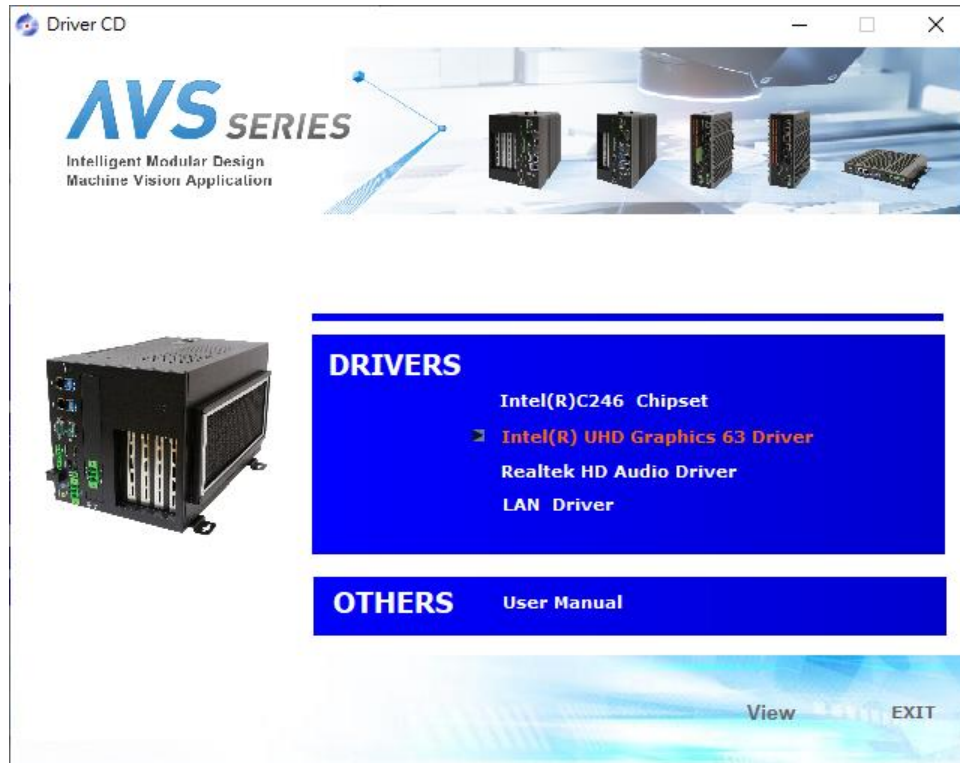 Driver CD
AVS SERIES
Intelligent Modular Design
Machine Vision Application
DRIVERS
Intel(R)C246 Chipset
Intel(R) UHD Graphics 63 Driver
Realtek HD Audio Driver
LAN Driver
OTHERS
User Manual
View
EXIT